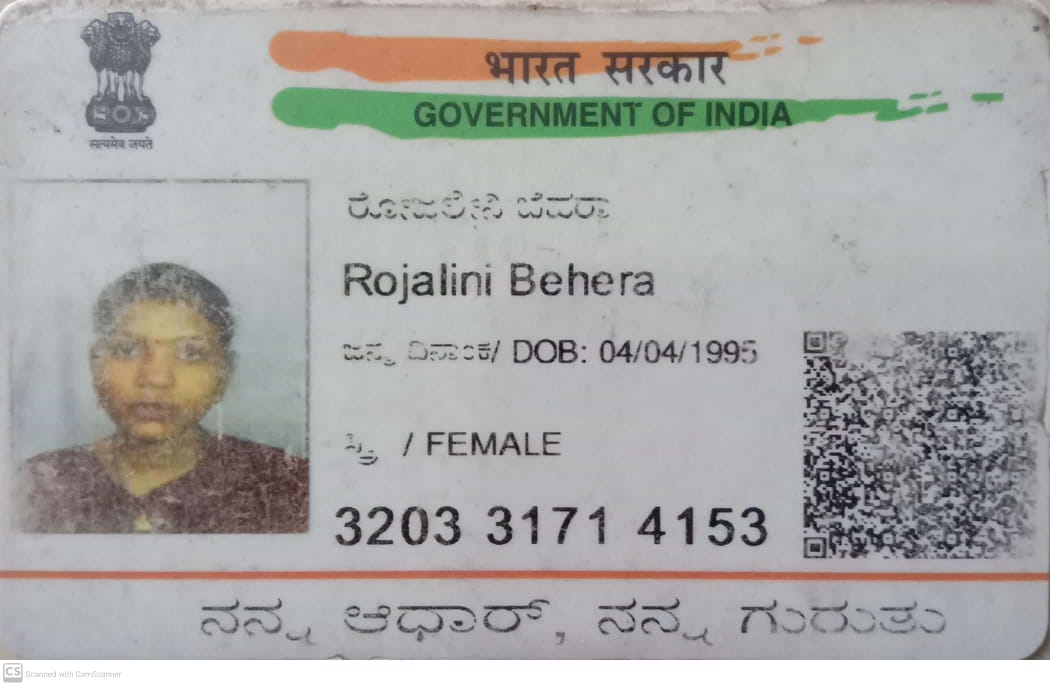 भारत सरकार
GOVERNMENT OF INDIA
सत्यमेव जयते
ರೋಜಲಿನಿ ಬೆಹೆರಾ
Rojalini Behera
ಜನ್ಮ ದಿನಾಂಕ/ DOB: 04/04/1995
ಸ್ತ್ರೀ / FEMALE
3203 3171 4153
ನನ್ನ ಆಧಾರ್, ನನ್ನ ಗುರುತು
CS Scanned with CamScanner